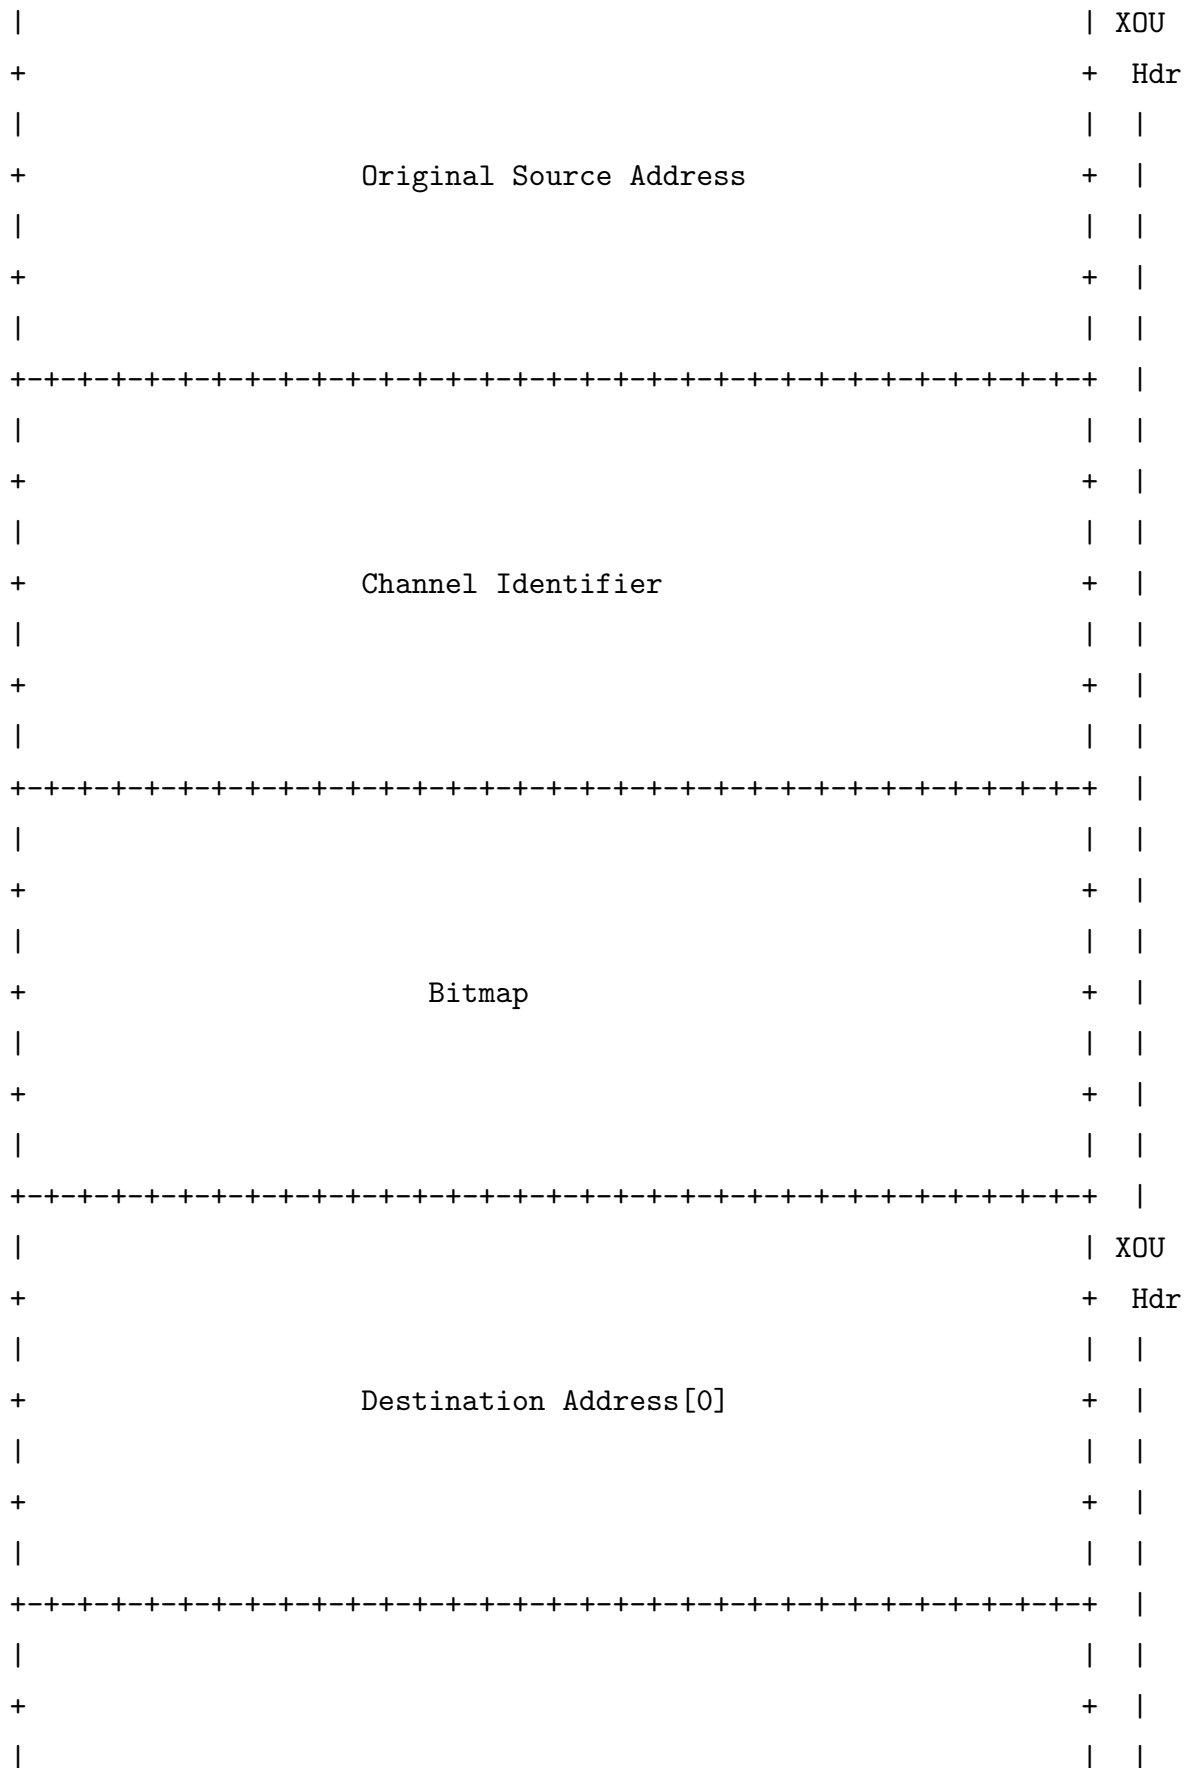 |                                                               | XOU
+                                                               +  Hdr
|                                                               |  |
+                    Original Source Address                    +  |
|                                                               |  |
+                                                               +  |
|                                                               |  |
+-+-+-+-+-+-+-+-+-+-+-+-+-+-+-+-+-+-+-+-+-+-+-+-+-+-+-+-+-+-+-+-+  |
|                                                               |  |
+                                                               +  |
|                                                               |  |
+                    Channel Identifier                         +  |
|                                                               |  |
+                                                               +  |
|                                                               |  |
+-+-+-+-+-+-+-+-+-+-+-+-+-+-+-+-+-+-+-+-+-+-+-+-+-+-+-+-+-+-+-+-+  |
|                                                               |  |
+                                                               +  |
|                                                               |  |
+                        Bitmap                                 +  |
|                                                               |  |
+                                                               +  |
|                                                               |  |
+-+-+-+-+-+-+-+-+-+-+-+-+-+-+-+-+-+-+-+-+-+-+-+-+-+-+-+-+-+-+-+-+  |
|                                                               | XOU
+                                                               +  Hdr
|                                                               |  |
+                    Destination Address[0]                     +  |
|                                                               |  |
+                                                               +  |
|                                                               |  |
+-+-+-+-+-+-+-+-+-+-+-+-+-+-+-+-+-+-+-+-+-+-+-+-+-+-+-+-+-+-+-+-+  |
|                                                               |  |
+                                                               +  |
|                                                               |  |